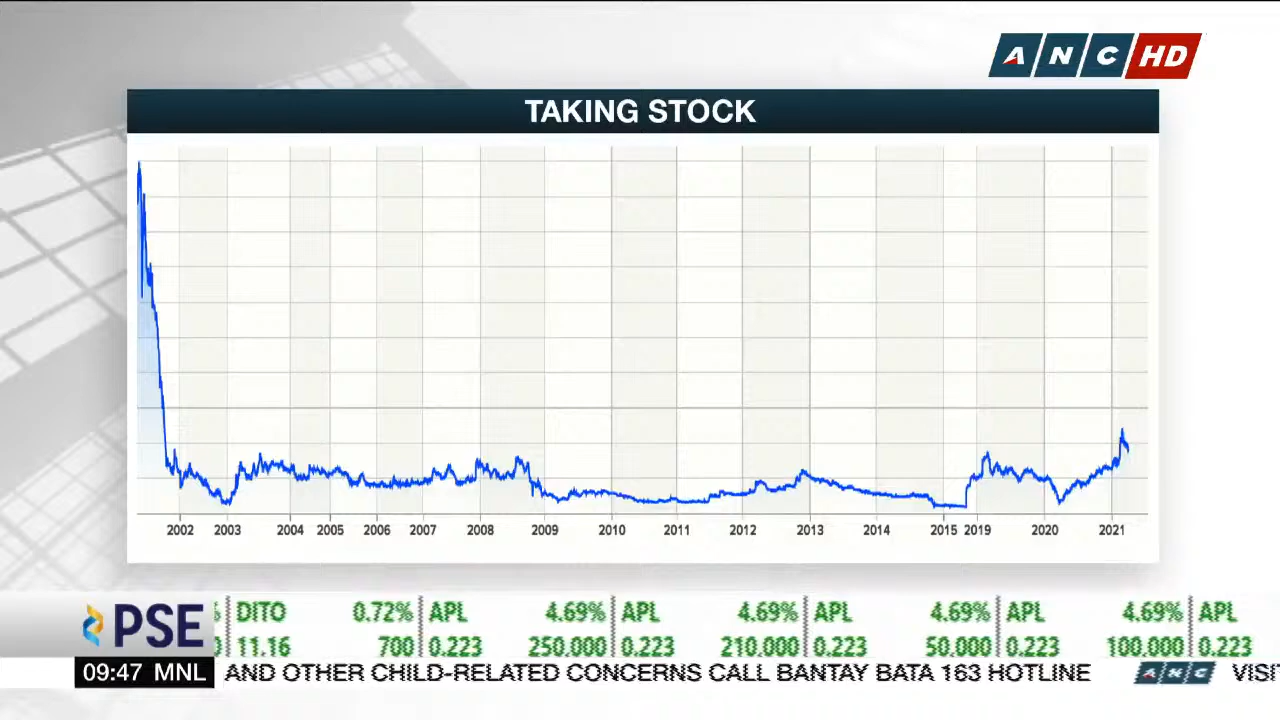 ANC HD
TAKING STOCK
2002 2003 2004 2005 2006 2007 2008 2009 2010 2011 2012 2013 2014 2015 2019 2020 2021
PSE
% DITO 0.72% APL 4.69% APL 4.69% APL 4.69% APL 4.69% APL
0 11.16 700 0.223 250,000 0.223 210,000 0.223 50,000 0.223 100,000 0.223
09:47 MNL AND OTHER CHILD-RELATED CONCERNS CALL BANTAY BATA 163 HOTLINE ANC VISI